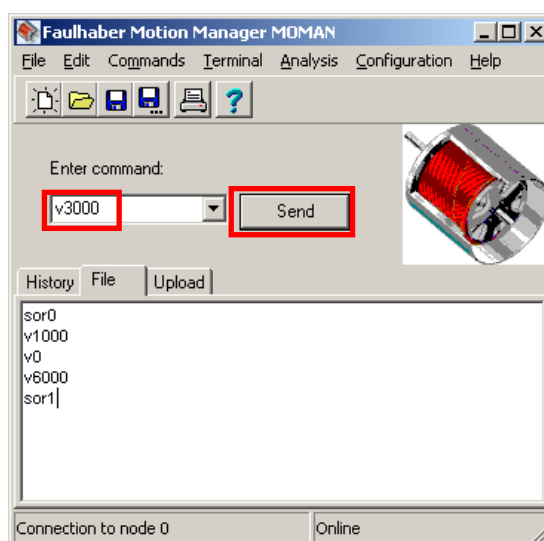 Faulhaber Motion Manager MOMAN
File Edit Commands Terminal Analysis Configuration Help
Enter command:
v3000 Send
History File Upload
sor0
v1000
v0
v6000
sor1
Connection to node 0 Online